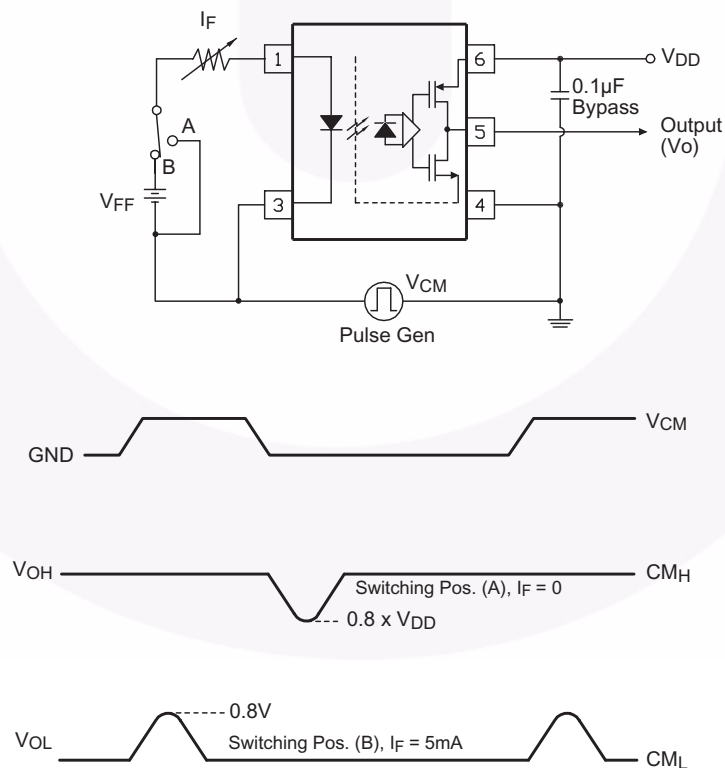 IF
1
6
VDD
0.1µF
Bypass
A
B
5
Output
(Vo)
VFF
3
4
VCM
Pulse Gen
VCM
GND
VOH
Switching Pos. (A), IF = 0
CMH
0.8 x VDD
0.8V
VOL
Switching Pos. (B), IF = 5mA
CML